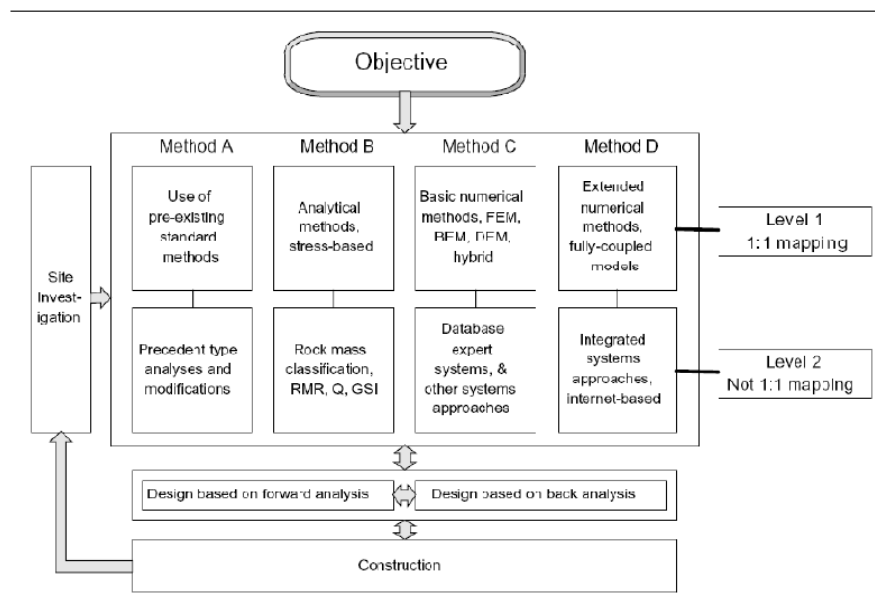 Objective
Method A
Method B
Method C
Method D
Use of
pre-existing
standard
methods
Analytical
methods,
stress-based
Basic numerical
methods, FEM,
BEM, DEM,
hybrid
Extended
numerical
methods,
fully-coupled
models
Level 1
1:1 mapping
Site
Invest-
igation
Precedent type
analyses and
modifications
Rock mass
classification,
RMR, Q, GSI
Database
expert
systems, &
other systems
approaches
Integrated
systems
approaches,
internet-based
Level 2
Not 1:1 mapping
Design based on forward analysis
Design based on back analysis
Construction